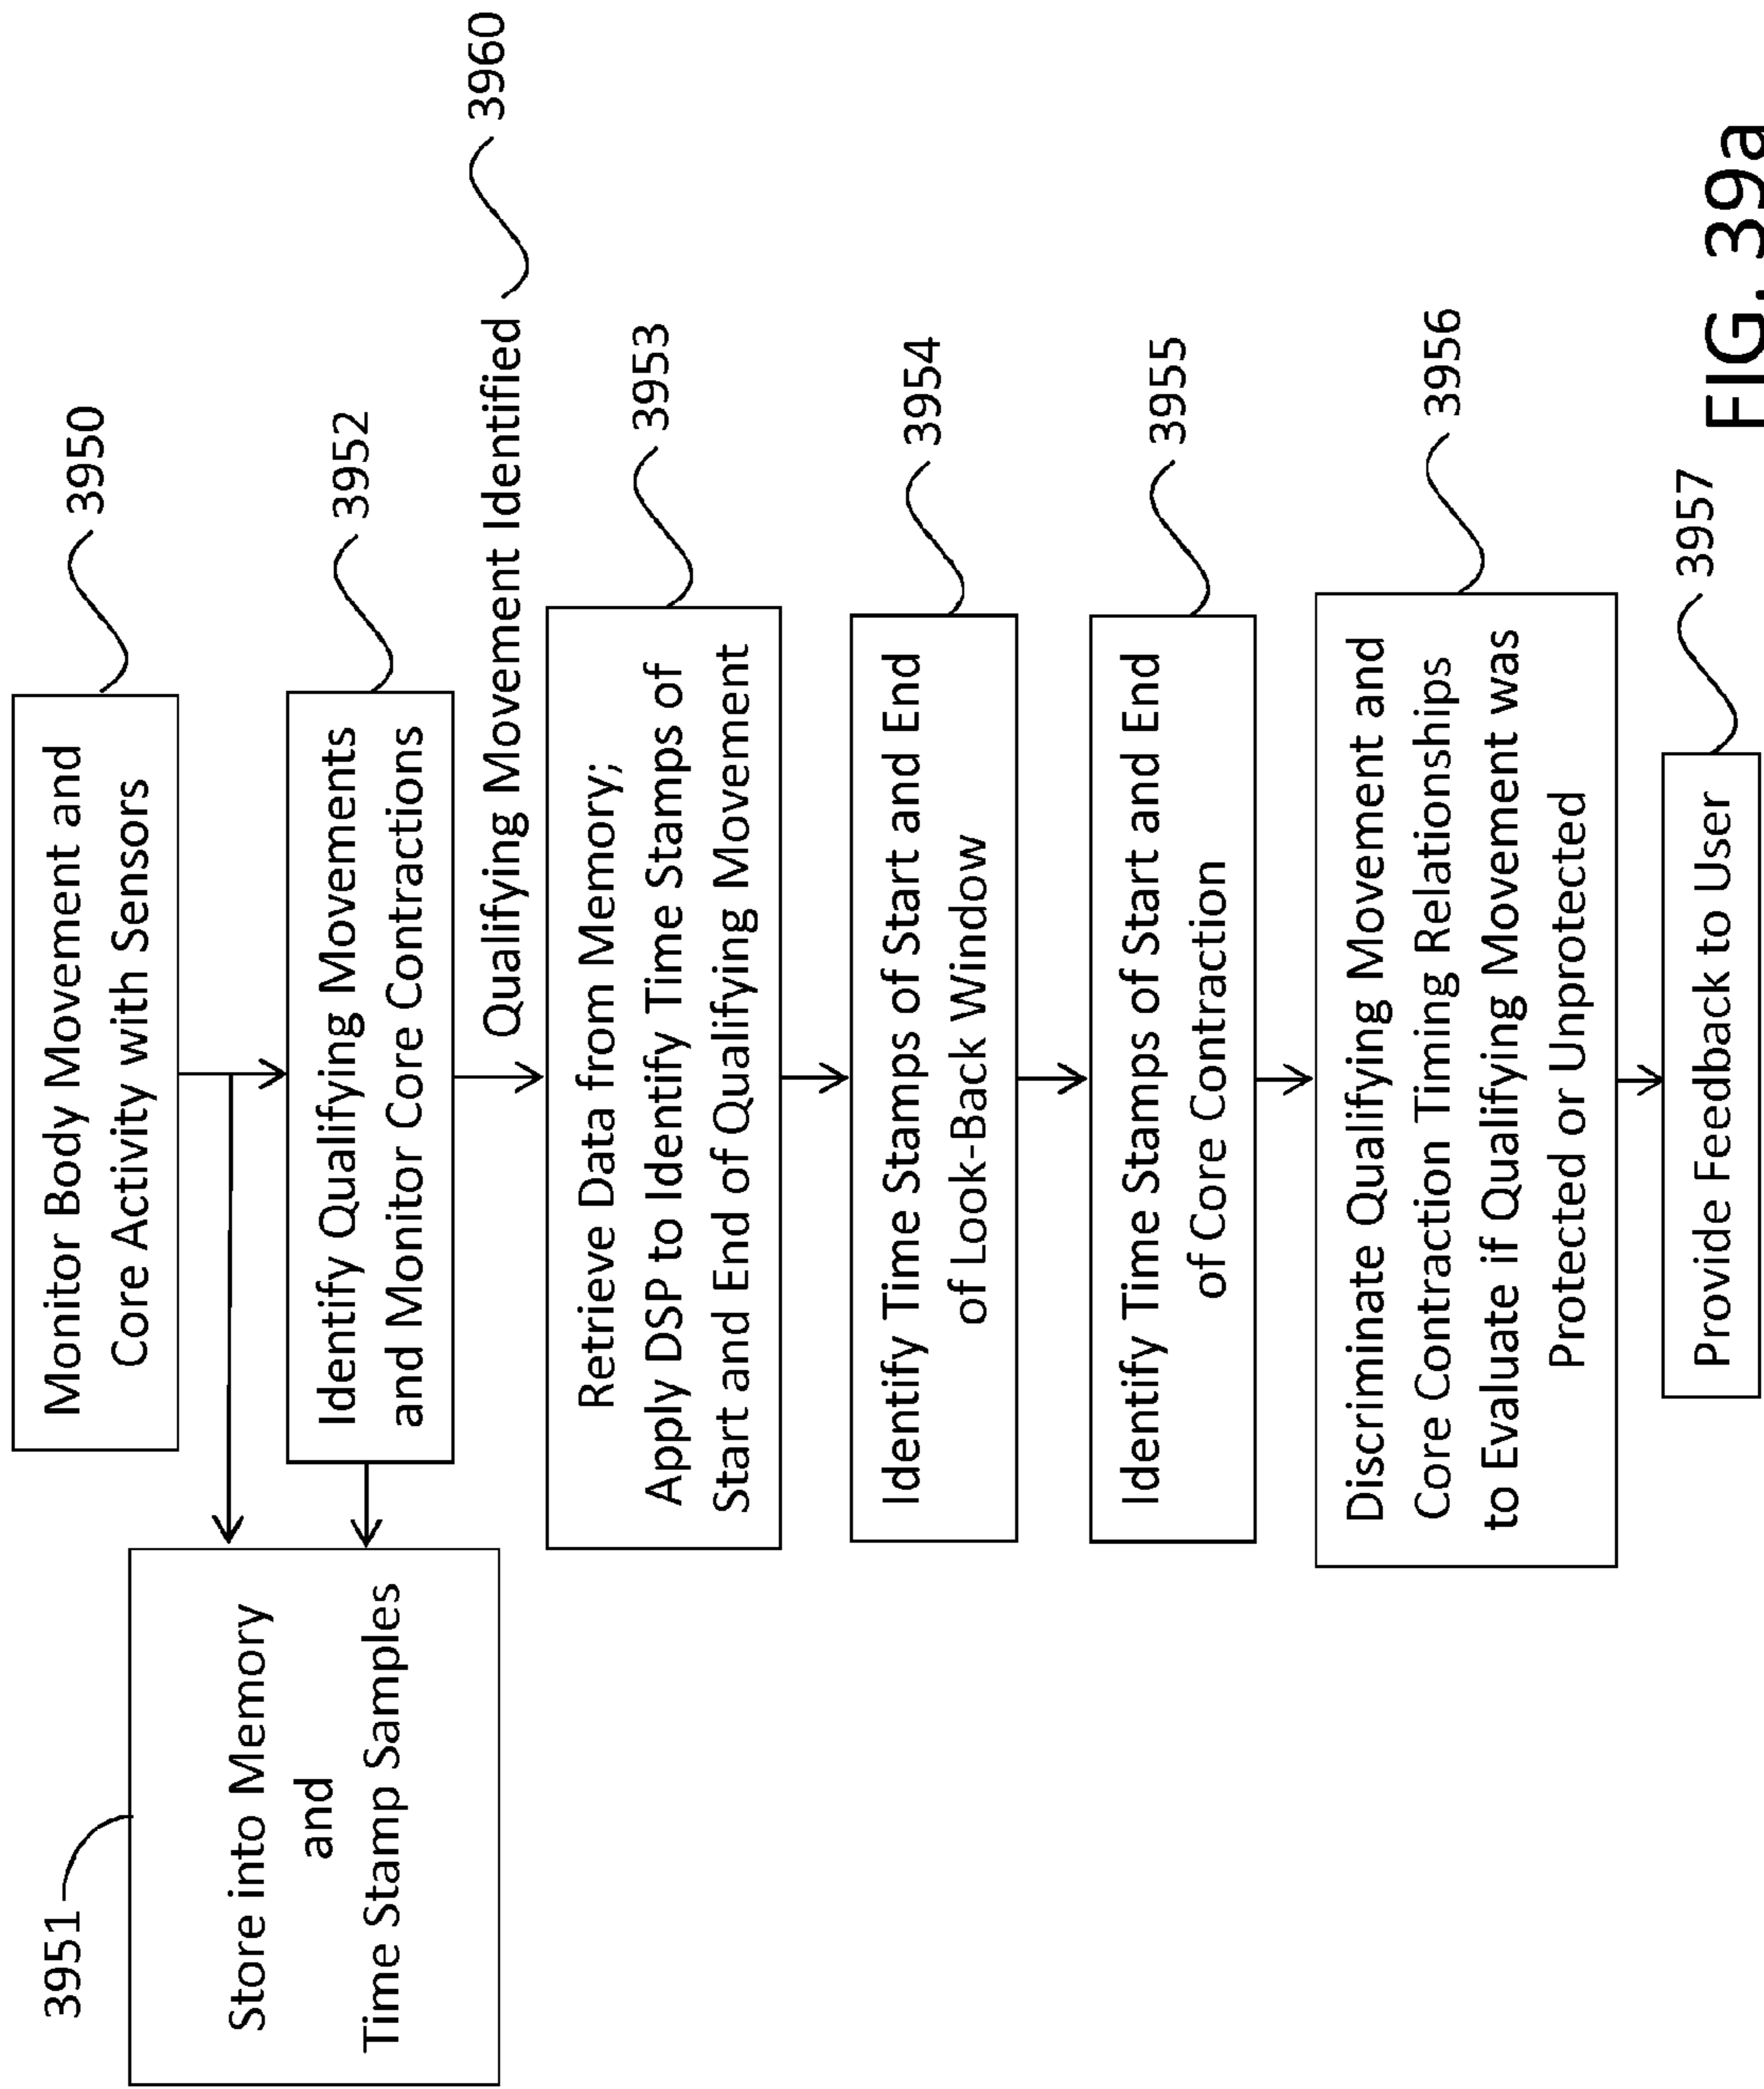 Monitor Body Movement and
Core Activity with Sensors
3950
3951
Store into Memory
and
Time Stamp Samples
Identify Qualifying Movements
and Monitor Core Contractions
3952
Qualifying Movement Identified
3960
Retrieve Data from Memory;
Apply DSP to Identify Time Stamps of
Start and End of Qualifying Movement
3953
Identify Time Stamps of Start and End
of Look-Back Window
3954
Identify Time Stamps of Start and End
of Core Contraction
3955
Discriminate Qualifying Movement and
Core Contraction Timing Relationships
to Evaluate if Qualifying Movement was
Protected or Unprotected
3956
Provide Feedback to User
3957
FIG. 39a